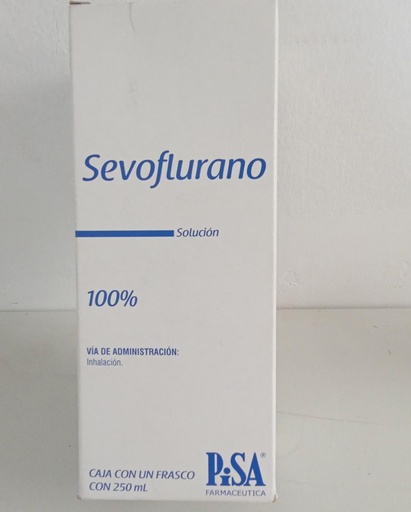 Sevoflurano
Solución
100%
VÍA DE ADMINISTRACIÓN:
Inhalación.
CAJA CON UN FRASCO
CON 250 mL
PiSA®
FARMACEUTICA